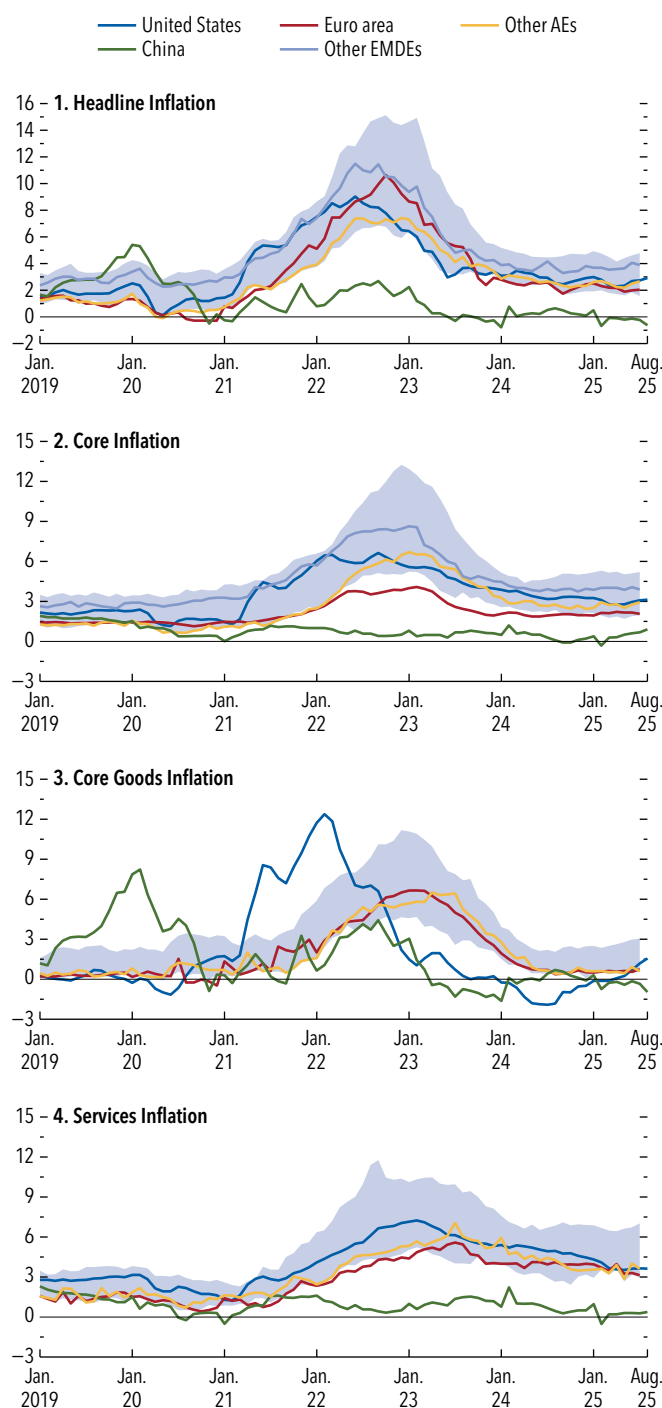 United States Euro area Other AEs
China Other EMDEs
1. Headline Inflation
16
14
12
10
8
6
4
2
0
−2
Jan. Jan. Jan. Jan. Jan. Jan. Jan. Aug.
2019 20 21 22 23 24 25 25
2. Core Inflation
15
12
9
6
3
0
−3
Jan. Jan. Jan. Jan. Jan. Jan. Jan. Aug.
2019 20 21 22 23 24 25 25
3. Core Goods Inflation
15
12
9
6
3
0
−3
Jan. Jan. Jan. Jan. Jan. Jan. Jan. Aug.
2019 20 21 22 23 24 25 25
4. Services Inflation
15
12
9
6
3
0
−3
Jan. Jan. Jan. Jan. Jan. Jan. Jan. Aug.
2019 20 21 22 23 24 25 25